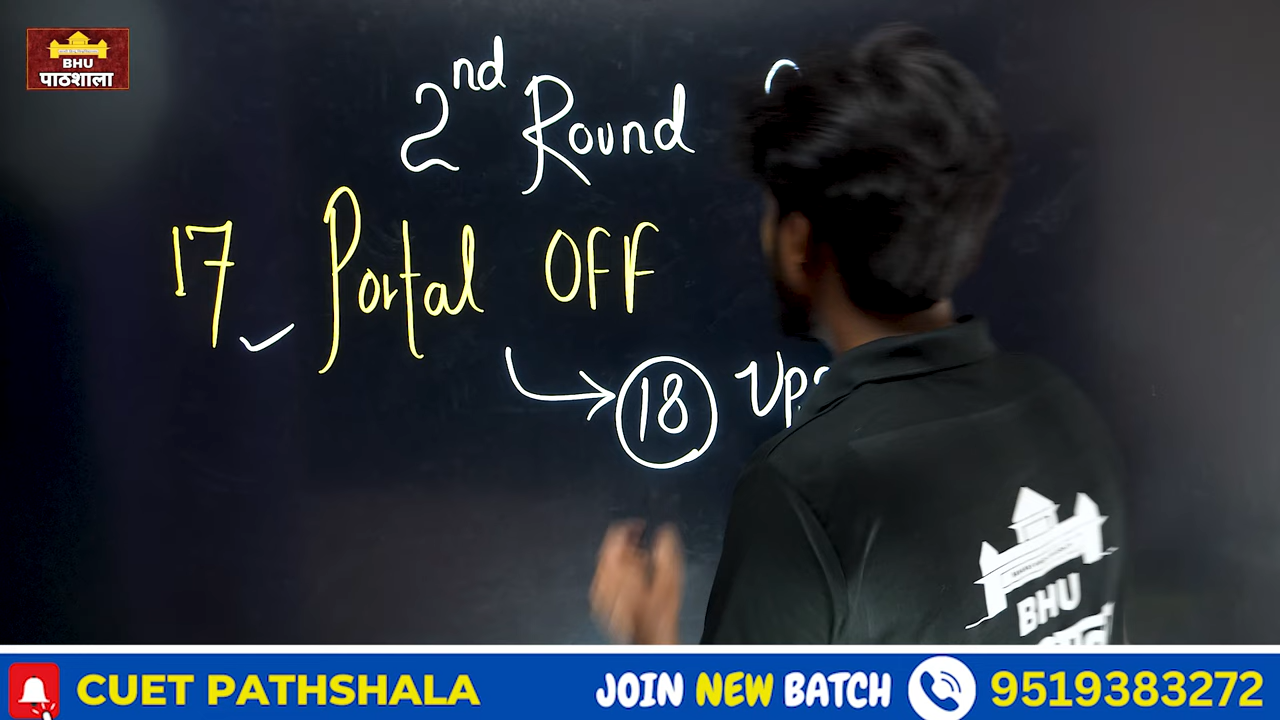 BHU
पाठशाला
2nd Round
17 Portal OFF
18
BHU
CUET PATHSHALA
JOIN NEW BATCH
9519383272